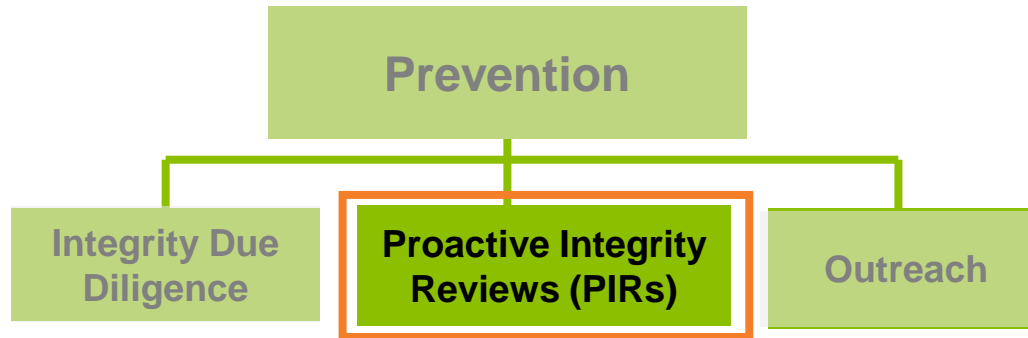 Prevention
Integrity Due
Diligence
Proactive Integrity
Reviews (PIRs)
Outreach